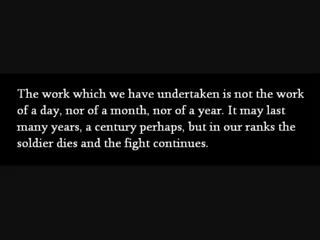 The work which we have undertaken is not the work
of a day, nor of a month, nor of a year. It may last
many years, a century perhaps, but in our ranks the
soldier dies and the fight continues.